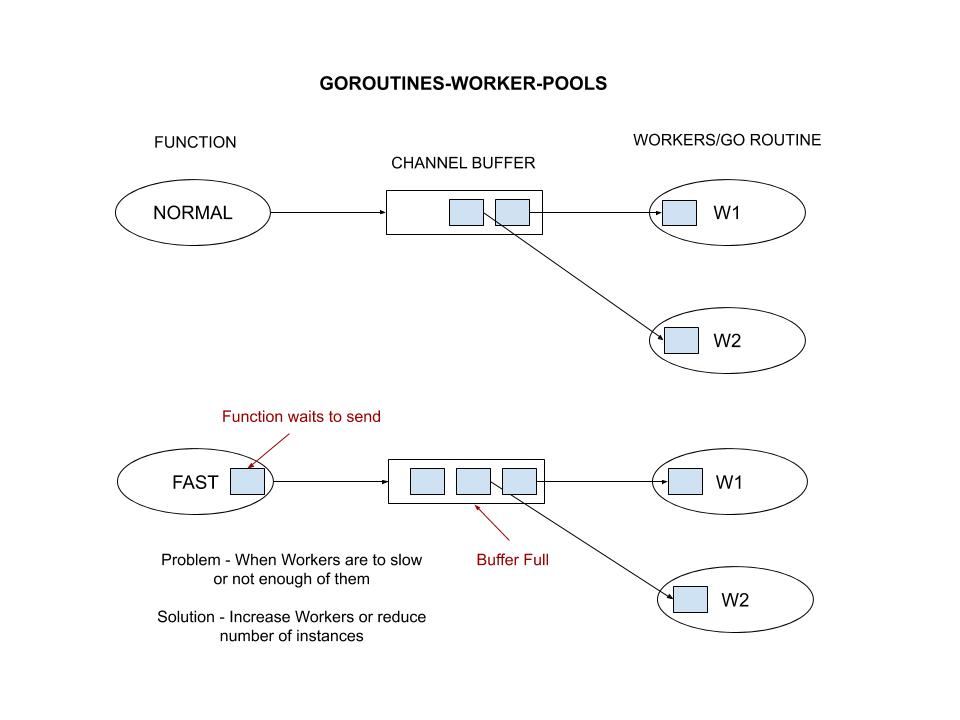 GOROUTINES-WORKER-POOLS
FUNCTION
CHANNEL BUFFER
WORKERS/GO ROUTINE
NORMAL
W1
W2
Function waits to send
FAST
W1
Buffer Full
W2
Problem - When Workers are to slow
or not enough of them
Solution - Increase Workers or reduce
number of instances